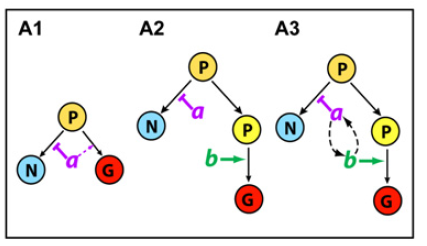 A1 A2 A3
P P P
N a G N a P N a P
b b
G G